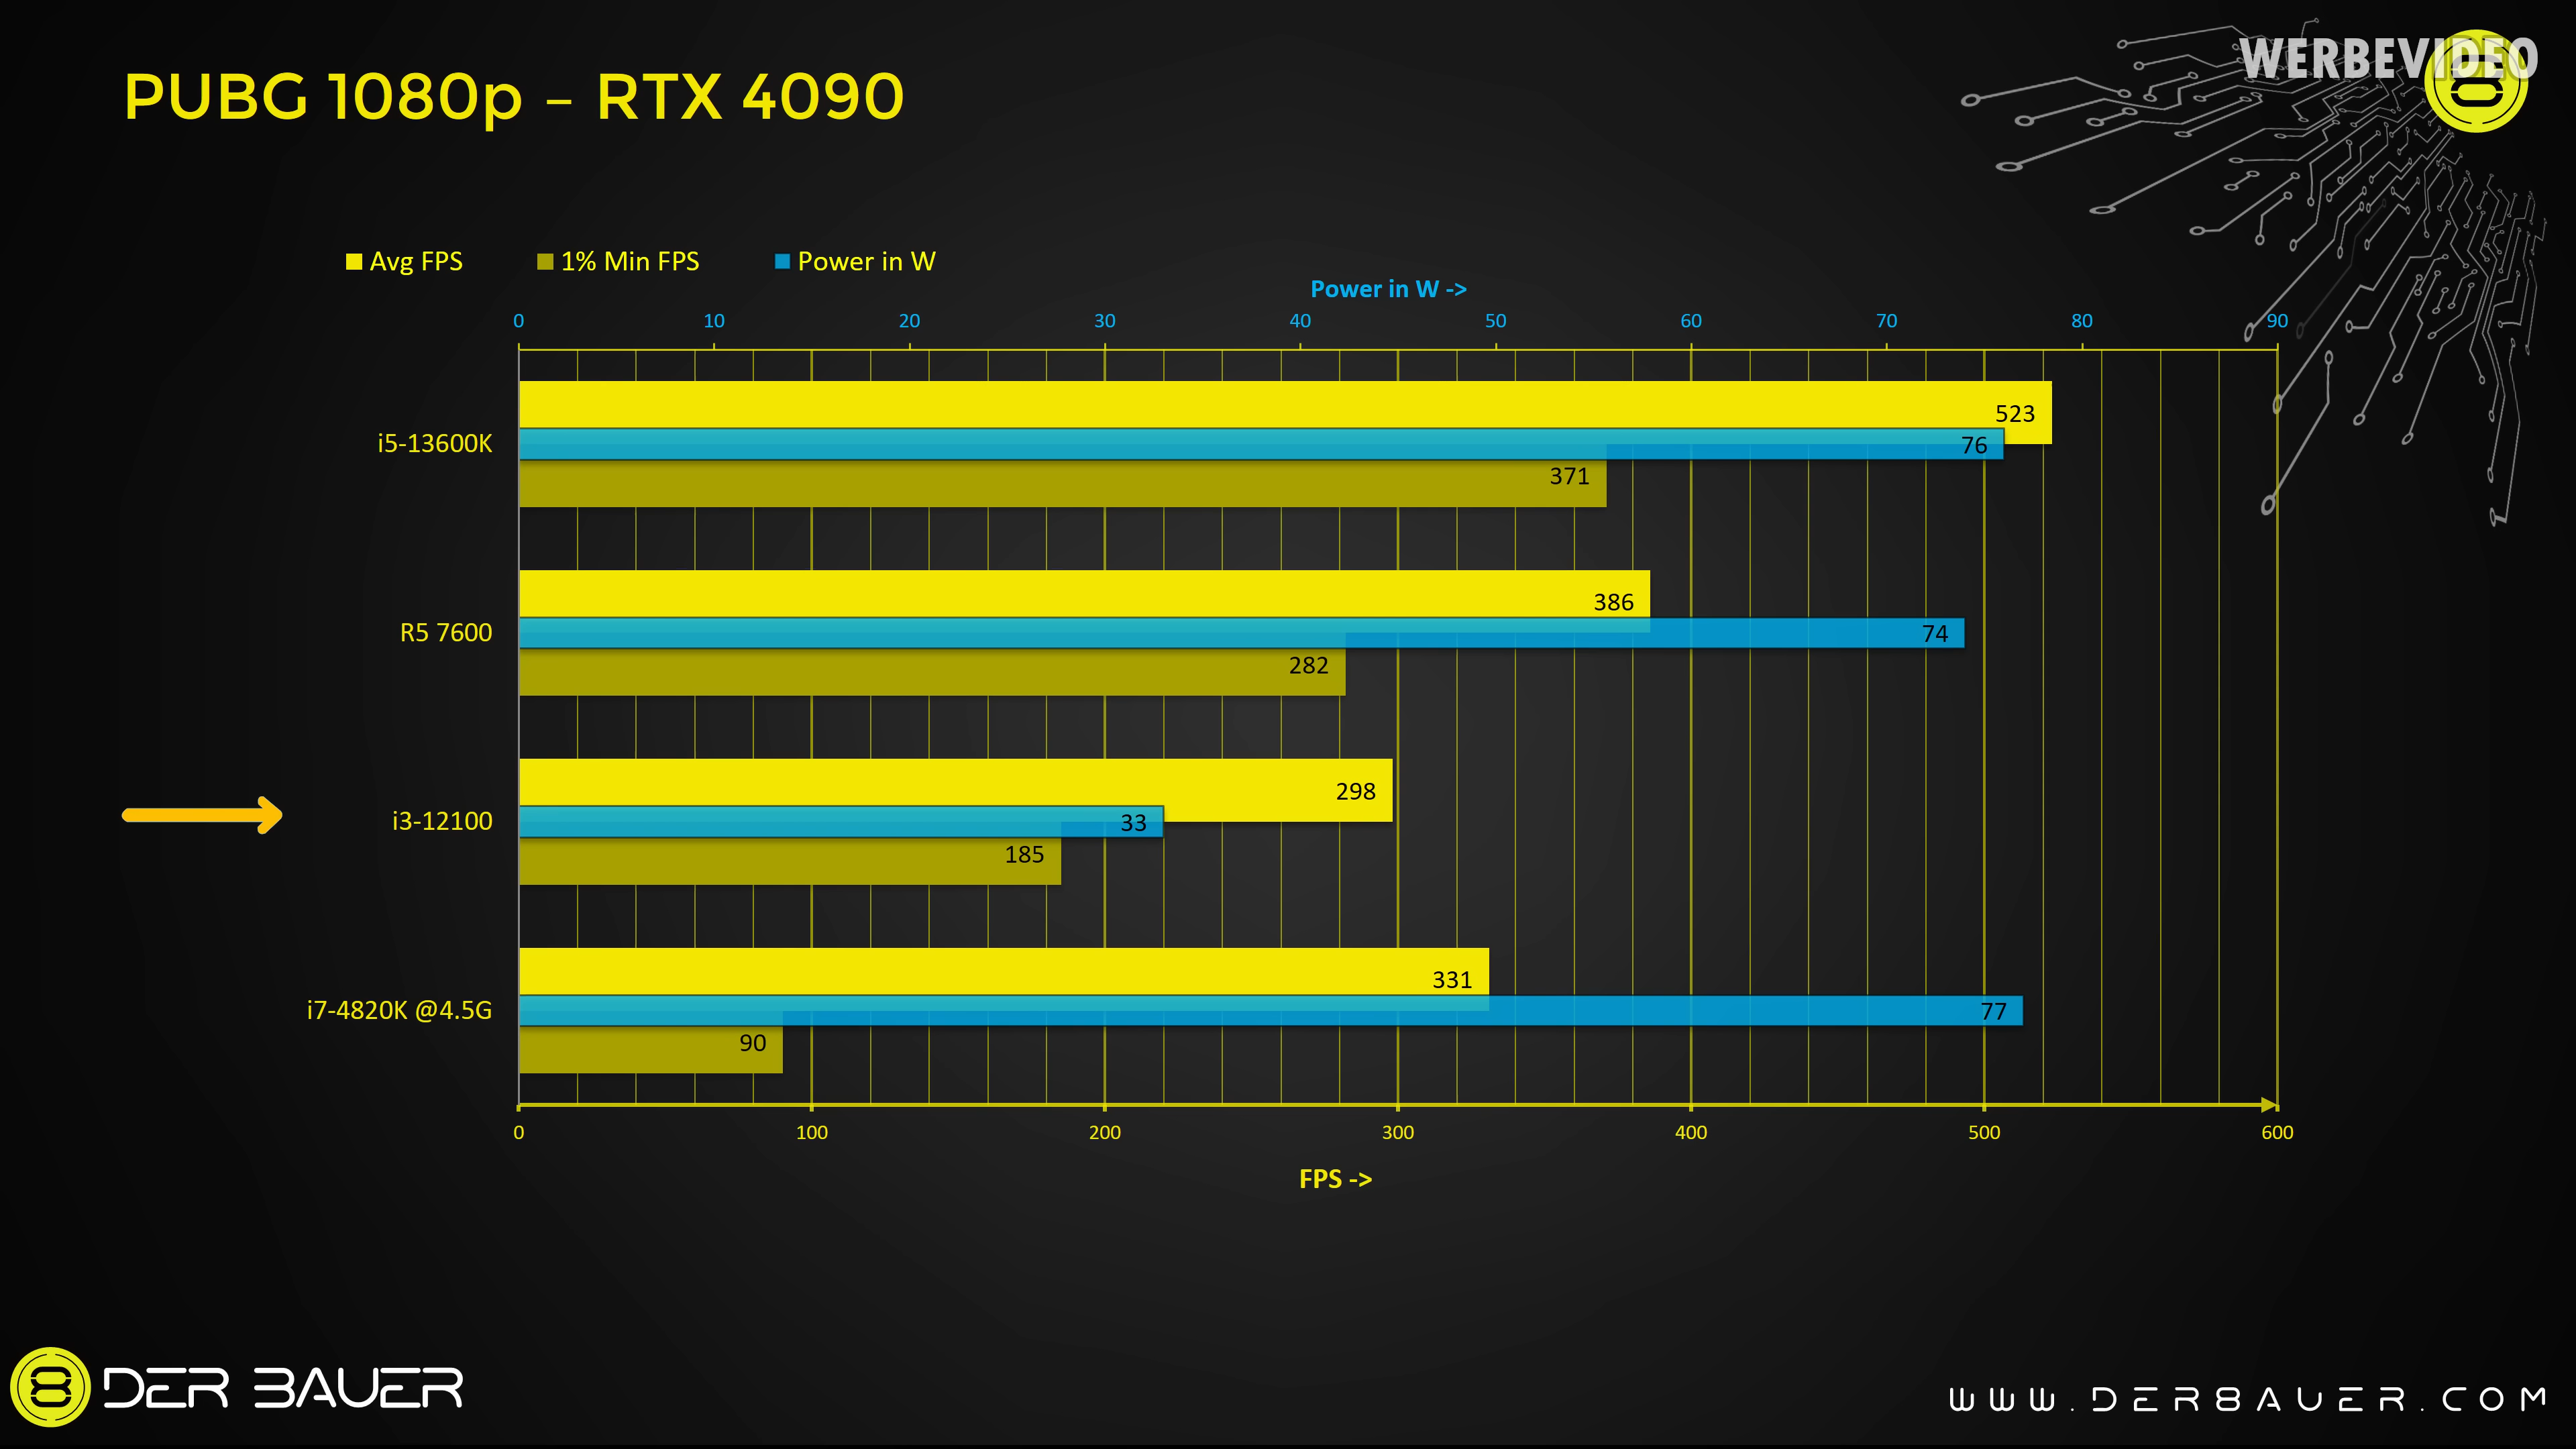 WERBEVIDEO
PUBG 1080p – RTX 4090
Avg FPS 1% Min FPS Power in W
Power in W ->
0 10 20 30 40 50 60 70 80 90
523
i5-13600K 76
371
386
R5 7600 74
282
298
i3-12100 33
185
331
i7-4820K @4.5G 77
90
0 100 200 300 400 500 600
FPS ->
DER 8AUER
WWW.DER8AUER.COM